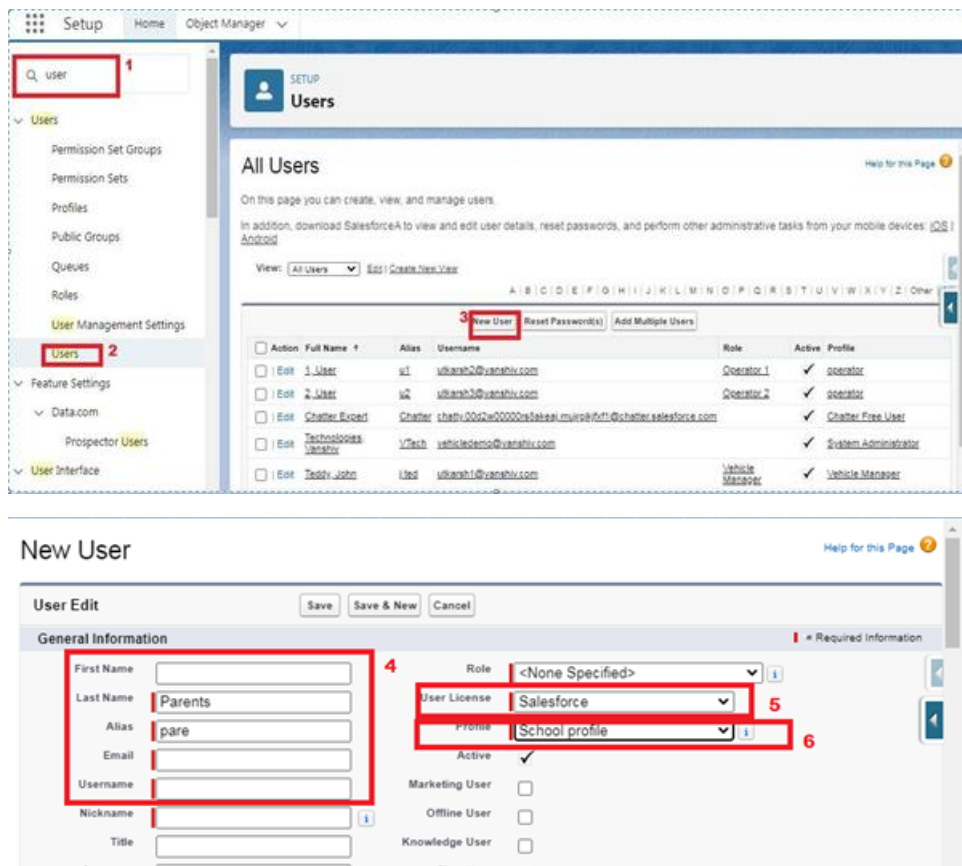 Setup Home Object Manager
user 1
Users
Permission Set Groups
Permission Sets
Profiles
Public Groups
Queues
Roles
User Management Settings
Users 2
Feature Settings
Data.com
Prospector Users
User Interface
SETUP
Users
All Users
Help for this Page
On this page you can create, view, and manage users.
In addition, download SalesforceA to view and edit user details, reset passwords, and perform other administrative tasks from your mobile devices: iOS |
Android
View: All Users Edit | Create New View
A | B | C | D | E | F | G | H | I | J | K | L | M | N | O | P | Q | R | S | T | U | V | W | X | Y | Z | Other
3 New User Reset Password(s) Add Multiple Users
Action Full Name ↑ Alias Username Role Active Profile
Edit 1, User u1 utkarsh2@vanshiv.com Operator 1 operator
Edit 2, User u2 utkarsh3@vanshiv.com Operator 2 operator
Edit Chatter Expert Chatter Chatter Free User
Edit Technologies, Vanshiv VTech vehicledemo@vanshiv.com System Administrator
Edit Teddy, John j.ted utkarsh1@vanshiv.com Vehicle Manager Vehicle Manager
New User
Help for this Page
User Edit Save Save & New Cancel
General Information = Required Information
First Name 4 Role <None Specified>
Last Name Parents User License Salesforce 5
Alias pare Profile School profile 6
Email Active
Username Marketing User
Nickname Offline User
Title Knowledge User